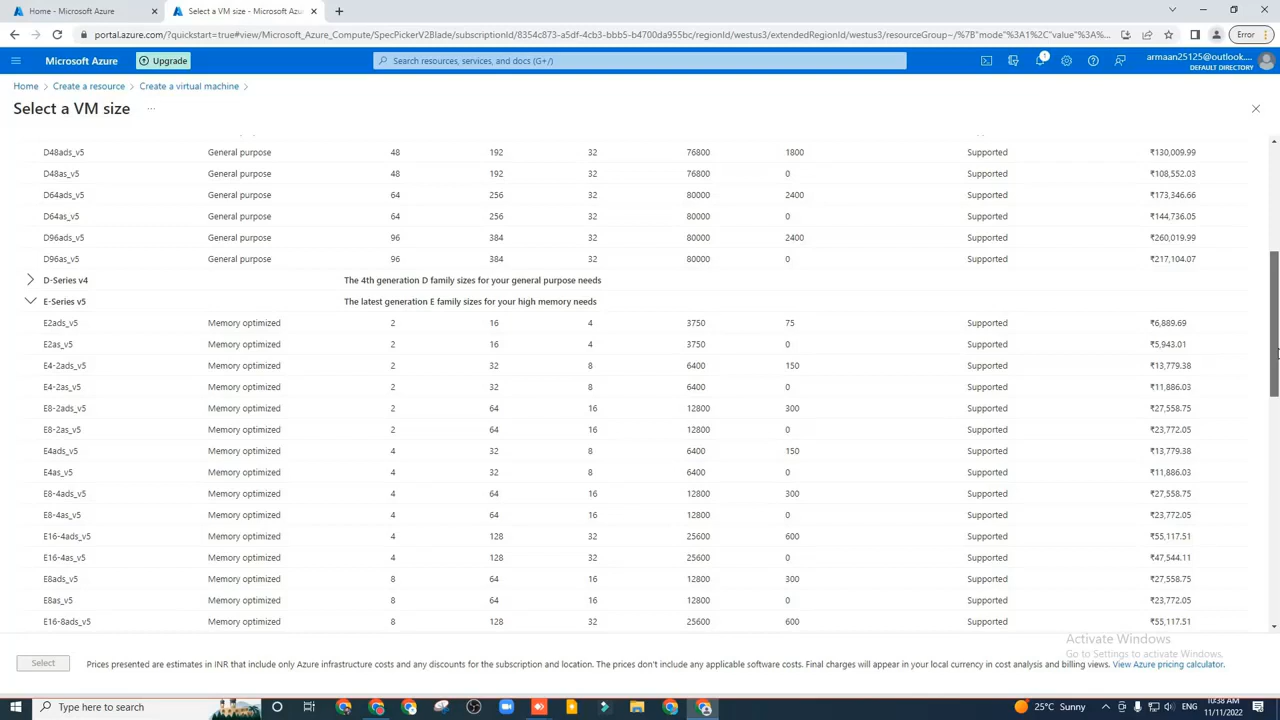 Home - Microsoft Azure
Select a VM size - Microsoft Azu
portal.azure.com/?quickstart=true#view/Microsoft_Azure_Compute/SpecPickerV2Blade/subscriptionId/8354c873-a5df-4cb3-bbb5-b4700da955bc/regionId/westus3/extendedRegionId/westus3/resourceGroup~/%7B"mode"%3A1%2C"value"%3A...
Error
Microsoft Azure
Upgrade
Search resources, services, and docs (G+/)
1
armaan25125@outlook....
DEFAULT DIRECTORY
Home > Create a resource > Create a virtual machine >
Select a VM size ...
D48ads_v5 General purpose 48 192 32 76800 1800 Supported ₹130,009.99
D48as_v5 General purpose 48 192 32 76800 0 Supported ₹108,552.03
D64ads_v5 General purpose 64 256 32 80000 2400 Supported ₹173,346.66
D64as_v5 General purpose 64 256 32 80000 0 Supported ₹144,736.05
D96ads_v5 General purpose 96 384 32 80000 2400 Supported ₹260,019.99
D96as_v5 General purpose 96 384 32 80000 0 Supported ₹217,104.07
D-Series v4 The 4th generation D family sizes for your general purpose needs
E-Series v5 The latest generation E family sizes for your high memory needs
E2ads_v5 Memory optimized 2 16 4 3750 75 Supported ₹6,889.69
E2as_v5 Memory optimized 2 16 4 3750 0 Supported ₹5,943.01
E4-2ads_v5 Memory optimized 2 32 8 6400 150 Supported ₹13,779.38
E4-2as_v5 Memory optimized 2 32 8 6400 0 Supported ₹11,886.03
E8-2ads_v5 Memory optimized 2 64 16 12800 300 Supported ₹27,558.75
E8-2as_v5 Memory optimized 2 64 16 12800 0 Supported ₹23,772.05
E4ads_v5 Memory optimized 4 32 8 6400 150 Supported ₹13,779.38
E4as_v5 Memory optimized 4 32 8 6400 0 Supported ₹11,886.03
E8-4ads_v5 Memory optimized 4 64 16 12800 300 Supported ₹27,558.75
E8-4as_v5 Memory optimized 4 64 16 12800 0 Supported ₹23,772.05
E16-4ads_v5 Memory optimized 4 128 32 25600 600 Supported ₹55,117.51
E16-4as_v5 Memory optimized 4 128 32 25600 0 Supported ₹47,544.11
E8ads_v5 Memory optimized 8 64 16 12800 300 Supported ₹27,558.75
E8as_v5 Memory optimized 8 64 16 12800 0 Supported ₹23,772.05
E16-8ads_v5 Memory optimized 8 128 32 25600 600 Supported ₹55,117.51
Activate Windows
Go to Settings to activate Windows.
Select
Prices presented are estimates in INR that include only Azure infrastructure costs and any discounts for the subscription and location. The prices don't include any applicable software costs. Final charges will appear in your local currency in cost analysis and billing views. View Azure pricing calculator.
Type here to search
25°C Sunny
ENG
10:38 AM
11/11/2022